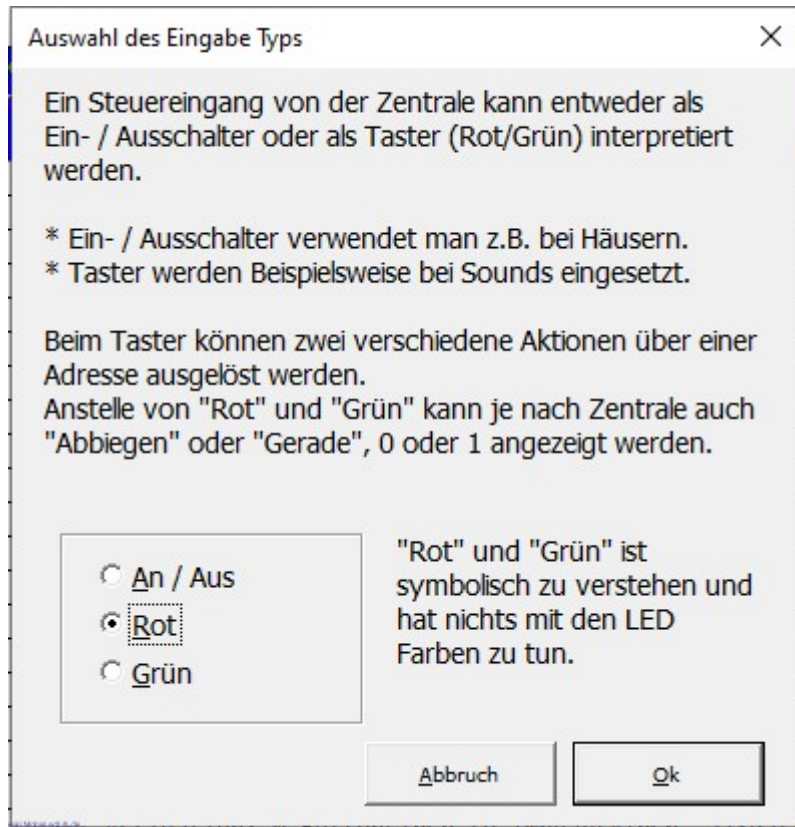 Auswahl des Eingabe Typs
Ein Steuereingang von der Zentrale kann entweder als
Ein- / Ausschalter oder als Taster (Rot/Grün) interpretiert
werden.
* Ein- / Ausschalter verwendet man z.B. bei Häusern.
* Taster werden Beispielsweise bei Sounds eingesetzt.
Beim Taster können zwei verschiedene Aktionen über einer
Adresse ausgelöst werden.
Anstelle von "Rot" und "Grün" kann je nach Zentrale auch
"Abbiegen" oder "Gerade", 0 oder 1 angezeigt werden.
An / Aus
Rot
Grün
"Rot" und "Grün" ist
symbolisch zu verstehen und
hat nichts mit den LED
Farben zu tun.
Abbruch
Ok